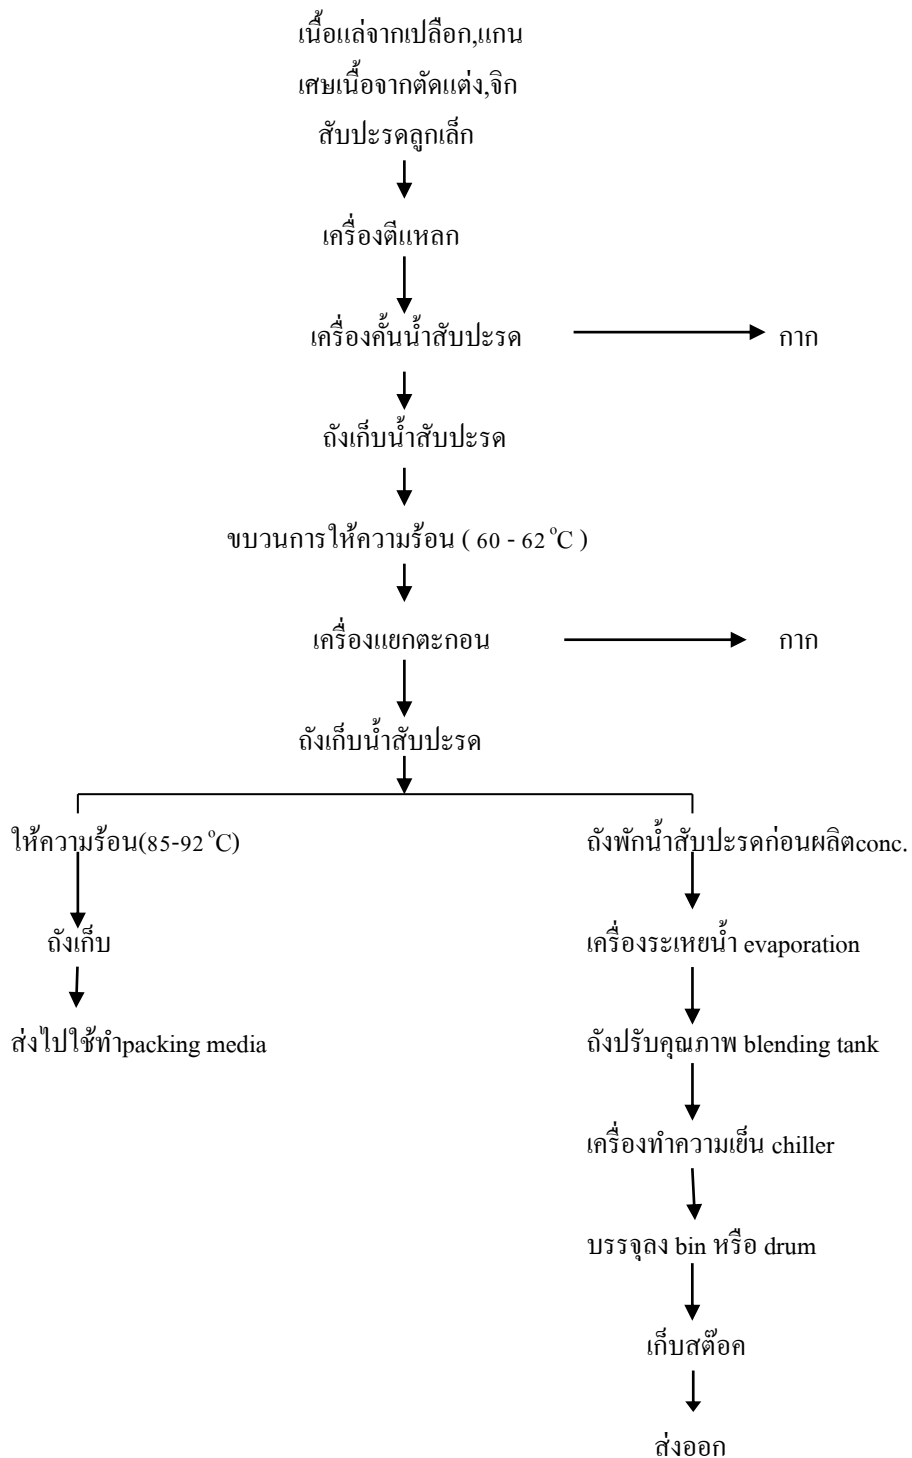 เนื้อแล่จากเปลือก,แกน
เศษเนื้อจากตัดแต่ง,จิก
สับปะรดลูกเล็ก
เครื่องตีแหลก
เครื่องคั้นน้ำสับปะรด กาก
ถังเก็บน้ำสับปะรด
ขบวนการให้ความร้อน ( 60 - 62 ºC )
เครื่องแยกตะกอน กาก
ถังเก็บน้ำสับปะรด
ให้ความร้อน(85-92 ºC) ถังพักน้ำสับปะรดก่อนผลิตconc.
ถังเก็บ เครื่องระเหยน้ำ evaporation
ส่งไปใช้ทำpacking media ถังปรับคุณภาพ blending tank
เครื่องทำความเย็น chiller
บรรจุลง bin หรือ drum
เก็บสต๊อค
ส่งออก